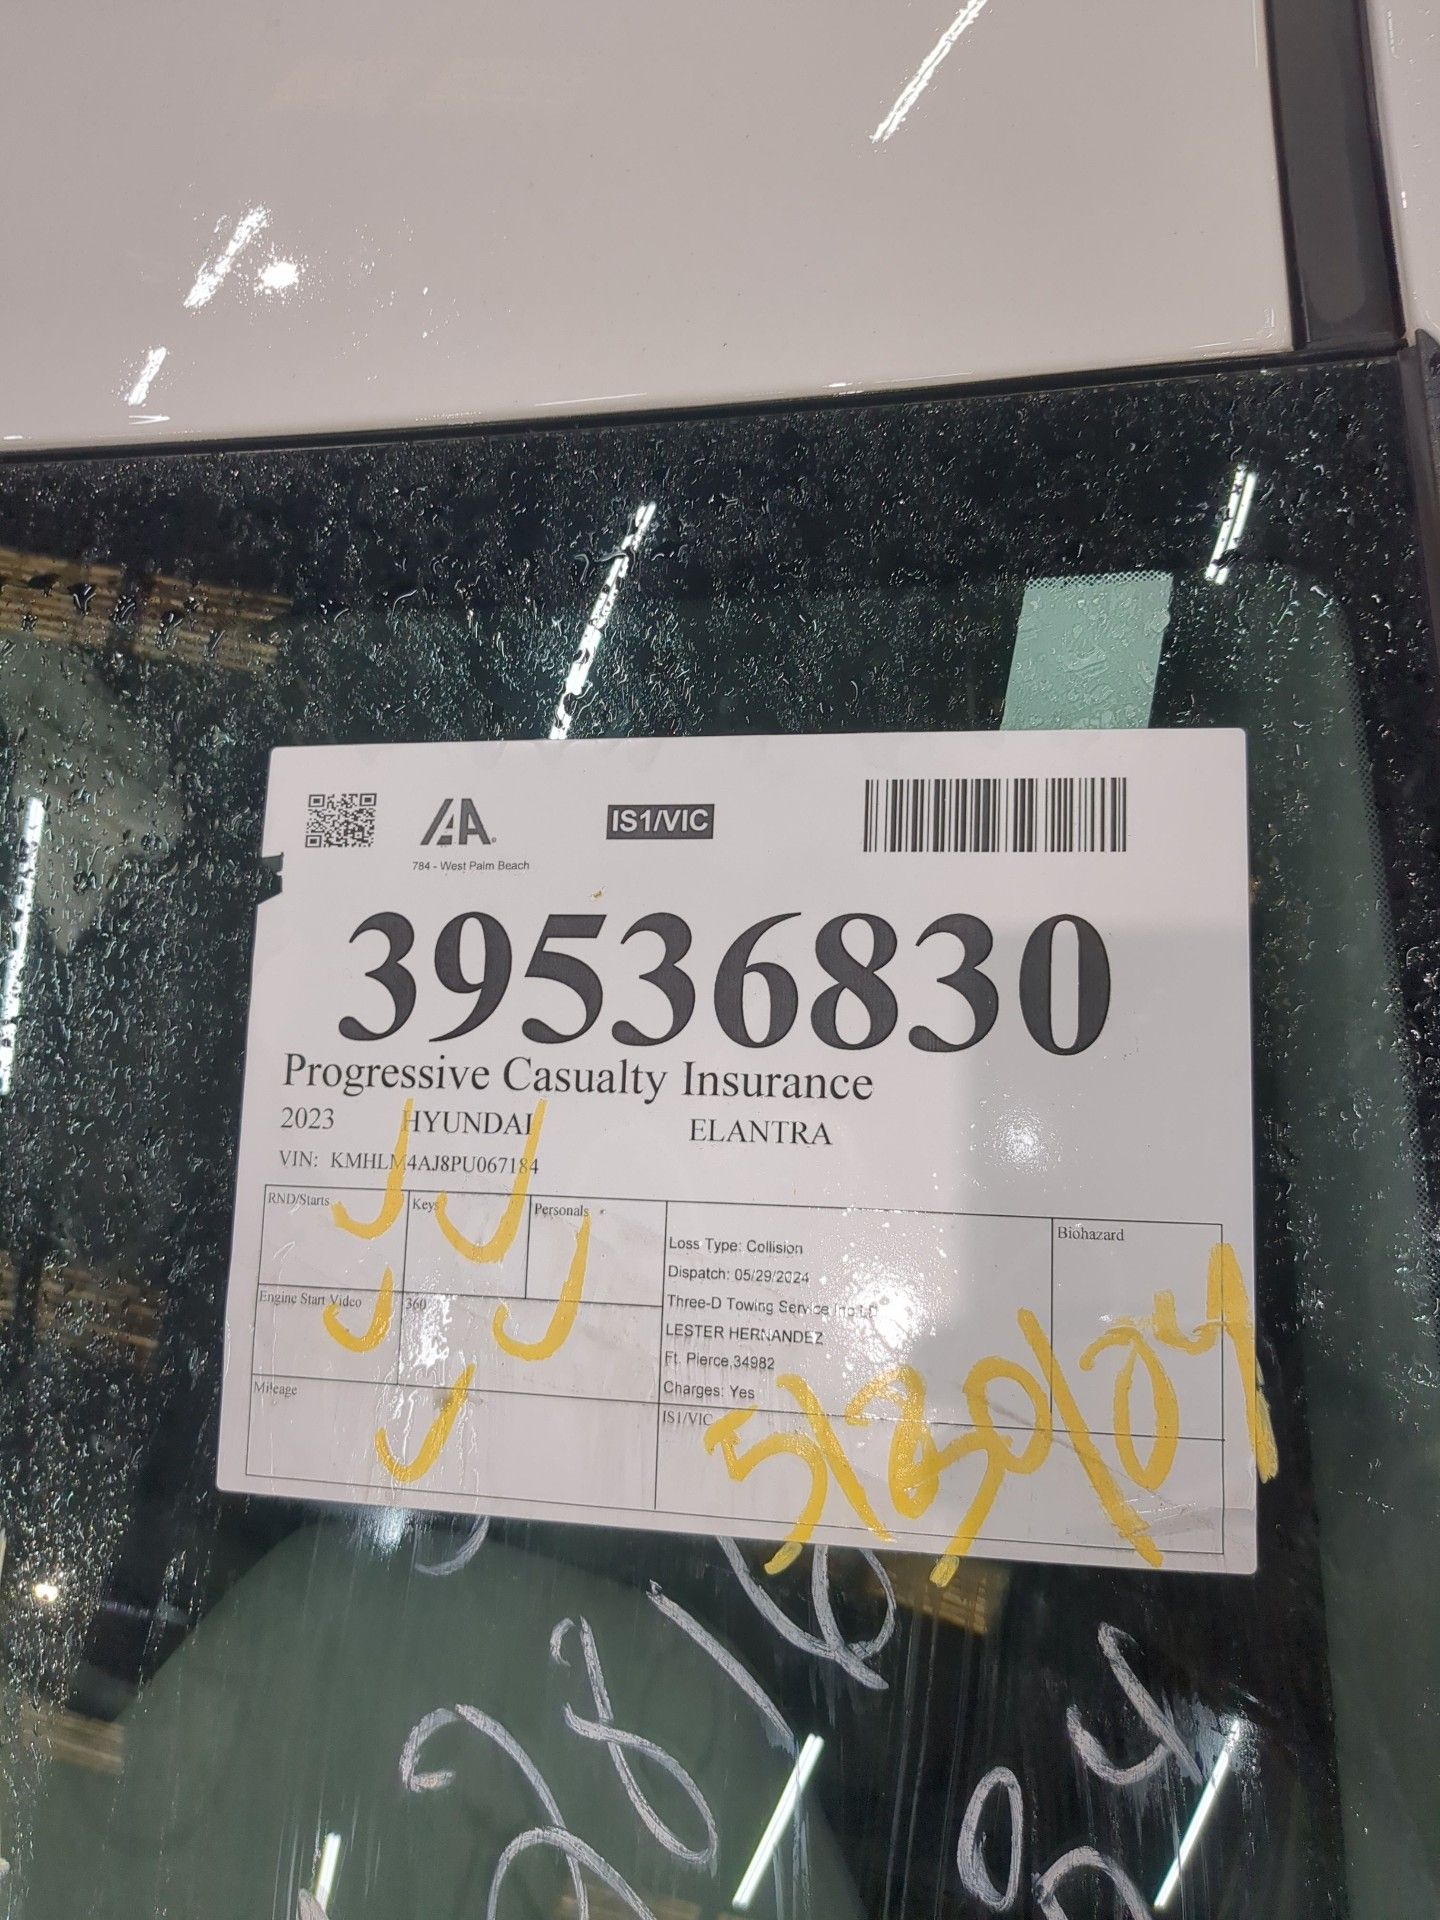 IAA
784 - West Palm Beach
IS1/VIC
39536830
Progressive Casualty Insurance
2023 HYUNDAI ELANTRA
VIN: KMHLM4AJ8PU067184
RND/Starts Keys Personals
Engine Start Video 360
Mileage
Loss Type: Collision
Dispatch: 05/29/2024
Three-D Towing Service
LESTER HERNANDEZ
Ft. Pierce,34982
Charges: Yes
IS1/VIC
Biohazard
5/30/24